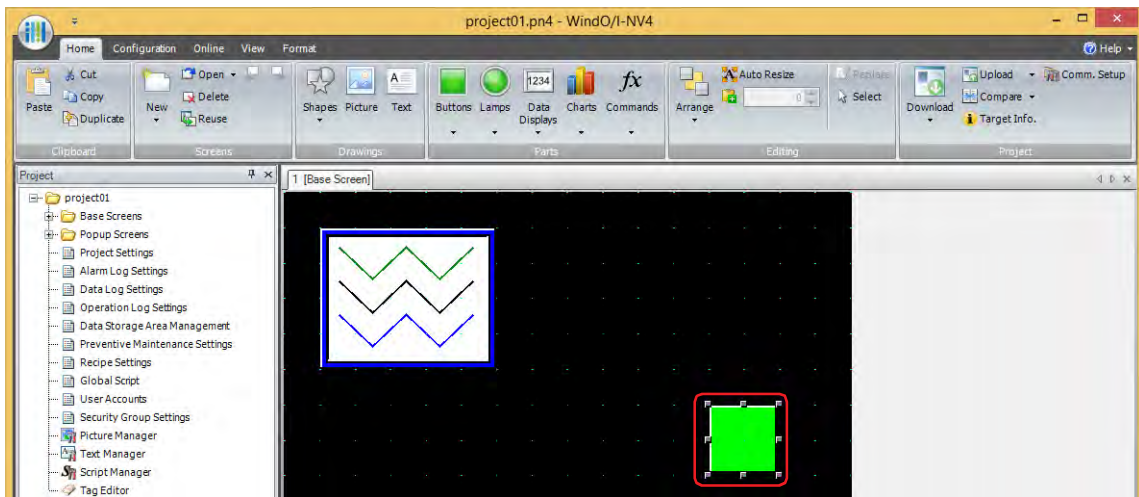 project01.pn4 - WindO/I-NV4
Home Configuration Online View Format Help
Cut Open Auto Resize Replace Upload Comm. Setup
Copy Delete 1234 fx 0 Select Compare
Paste Duplicate New Reuse Shapes Picture Text Buttons Lamps Data Displays Charts Commands Arrange Download Target Info.
Clipboard Screens Drawings Parts Editing Project
Project
1 [Base Screen]
project01
Base Screens
Popup Screens
Project Settings
Alarm Log Settings
Data Log Settings
Operation Log Settings
Data Storage Area Management
Preventive Maintenance Settings
Recipe Settings
Global Script
User Accounts
Security Group Settings
Picture Manager
Text Manager
Script Manager
Tag Editor